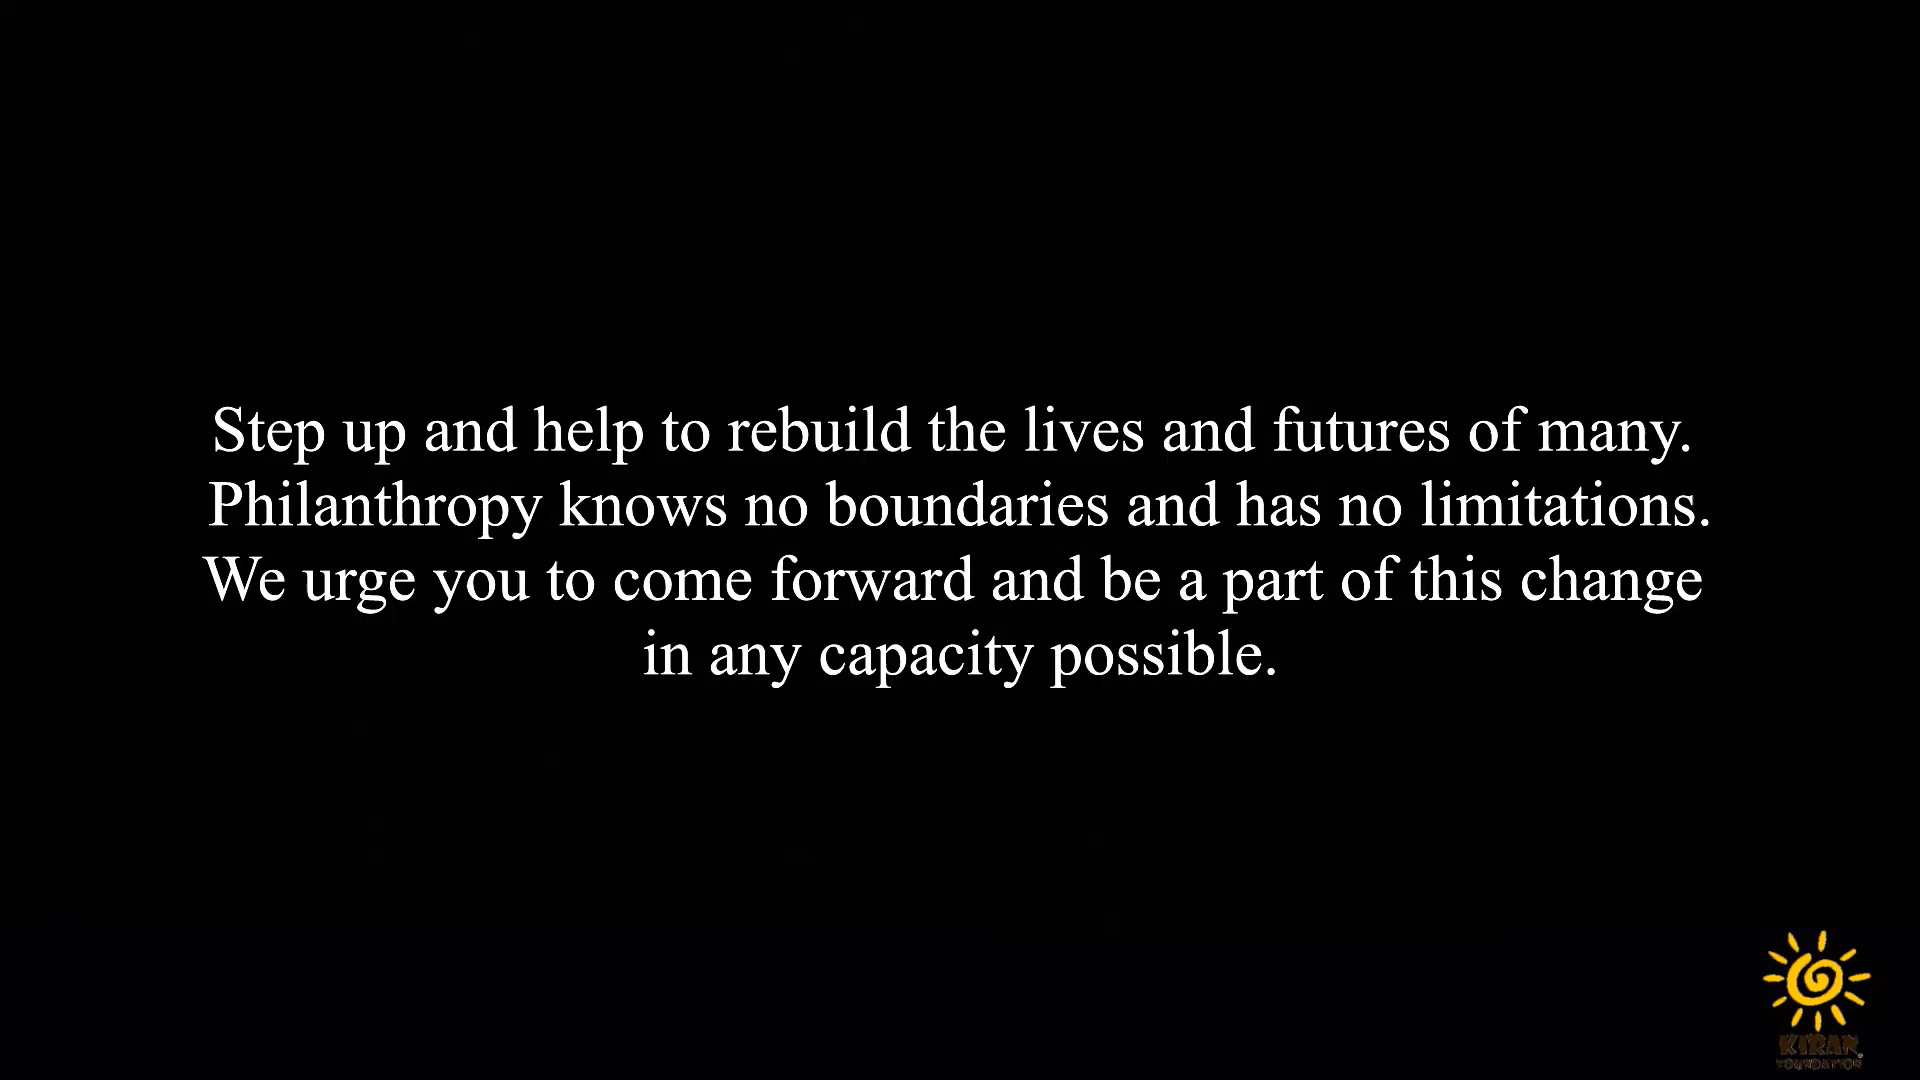 Step up and help to rebuild the lives and futures of many.
Philanthropy knows no boundaries and has no limitations.
We urge you to come forward and be a part of this change
in any capacity possible.
KIRAN
FOUNDATION